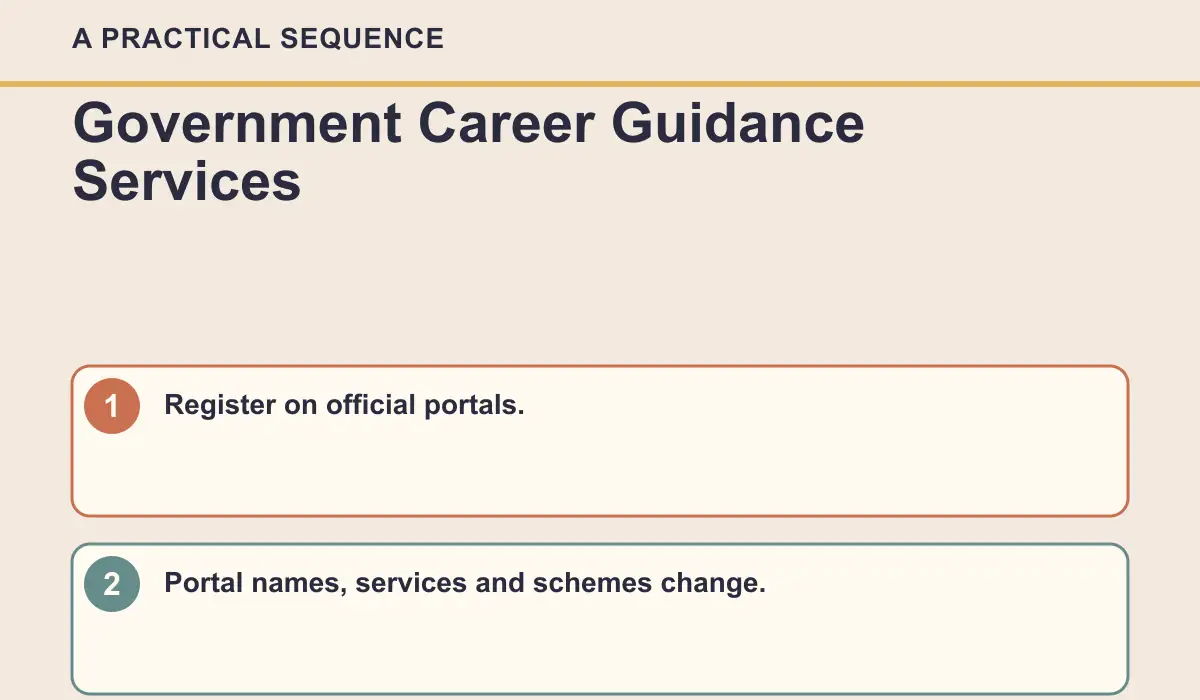 A PRACTICAL SEQUENCE
Government Career Guidance
Services
1
Register on official portals.
2
Portal names, services and schemes change.